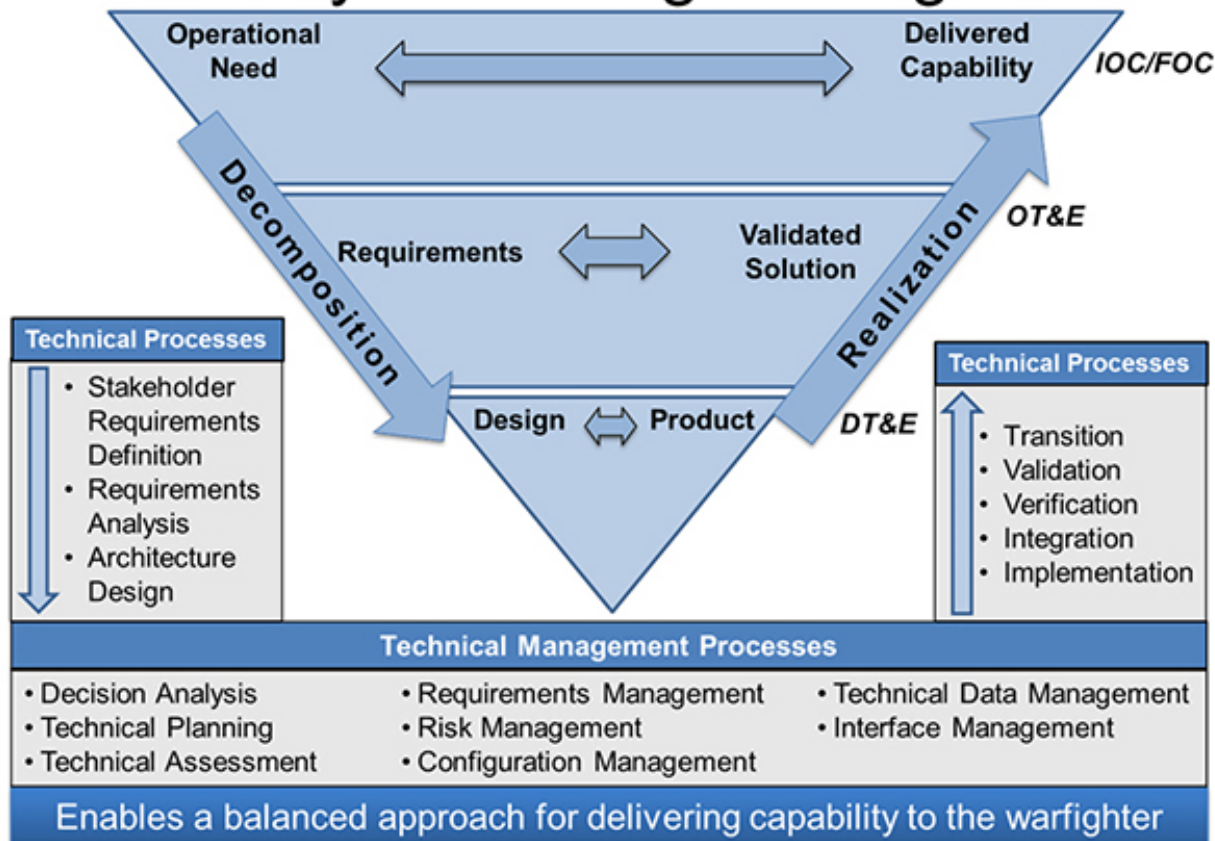 Operational
Need
Delivered
Capability
IOC/FOC
Decomposition
Realization
OT&E
Requirements
Validated
Solution
Design
Product
DT&E
Technical Processes
• Stakeholder
Requirements
Definition
• Requirements
Analysis
• Architecture
Design
Technical Processes
• Transition
• Validation
• Verification
• Integration
• Implementation
Technical Management Processes
• Decision Analysis
• Technical Planning
• Technical Assessment
• Requirements Management
• Risk Management
• Configuration Management
• Technical Data Management
• Interface Management
Enables a balanced approach for delivering capability to the warfighter